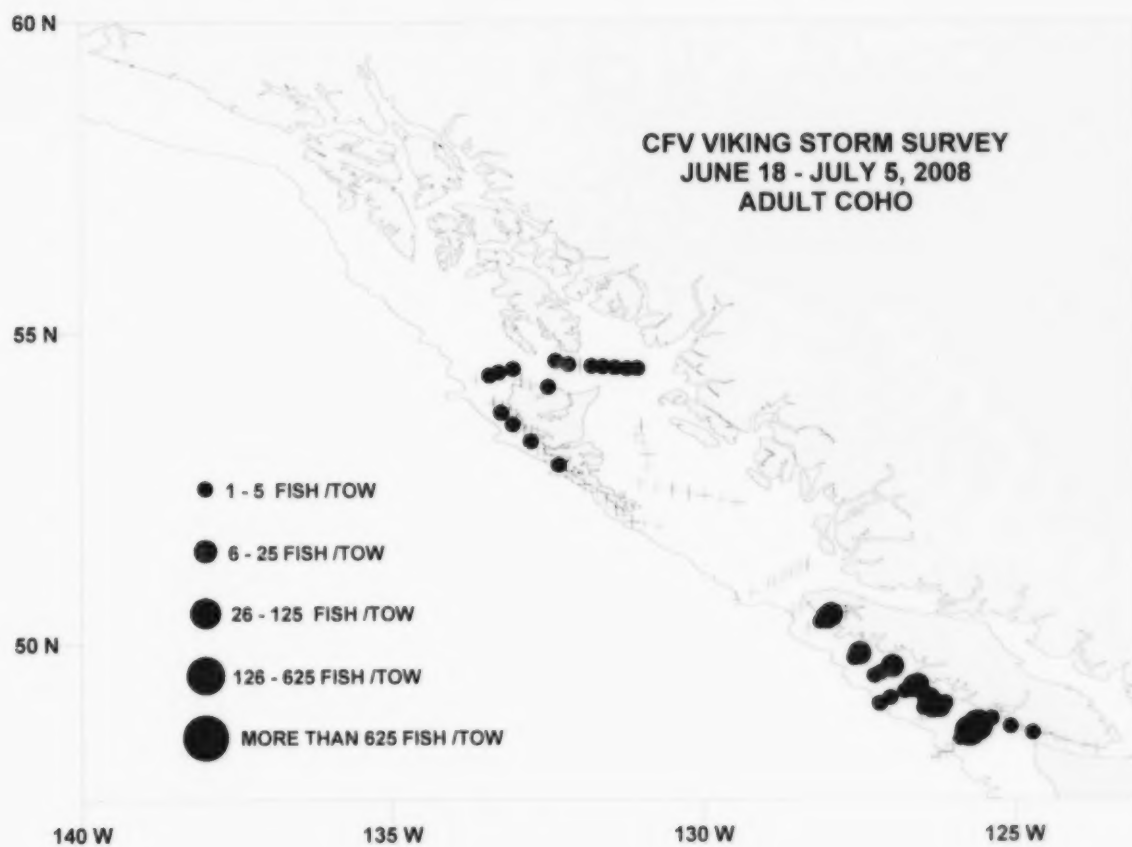 60 N
CFV VIKING STORM SURVEY
JUNE 18 - JULY 5, 2008
ADULT COHO
55 N
1 - 5 FISH /TOW
6 - 25 FISH /TOW
26 - 125 FISH /TOW
50 N
126 - 625 FISH /TOW
MORE THAN 625 FISH /TOW
140 W
135 W
130 W
125 W